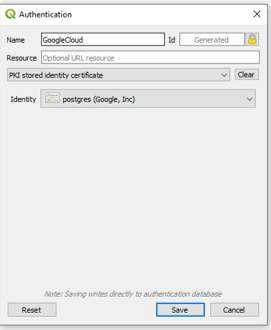 Authentication
Name GoogleCloud Id Generated
Resource Optional URL resource
PKI stored identity certificate Clear
Identity postgres (Google, Inc)
Note: Saving writes directly to authentication database
Reset Save Cancel